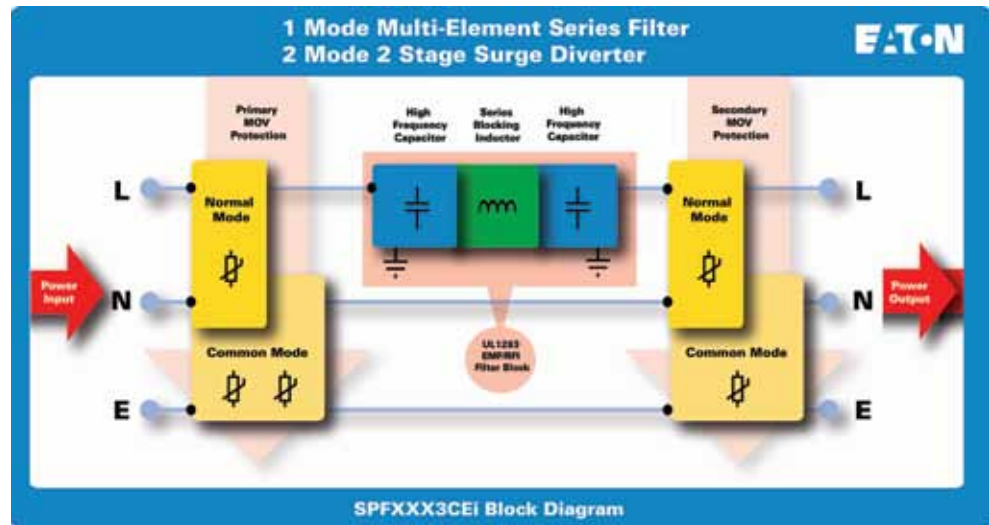 1 Mode Multi-Element Series Filter
2 Mode 2 Stage Surge Diverter
EATON
Primary
MOV
Protection
High
Frequency
Capacitor
Series
Blocking
Inductor
High
Frequency
Capacitor
Secondary
MOV
Protection
L
Normal
Mode
Normal
Mode
L
Power
Input
N
N
Power
Output
UL1283
EMF/RFI
Filter Block
Common Mode
Common Mode
E
E
SPFXXX3CEi Block Diagram